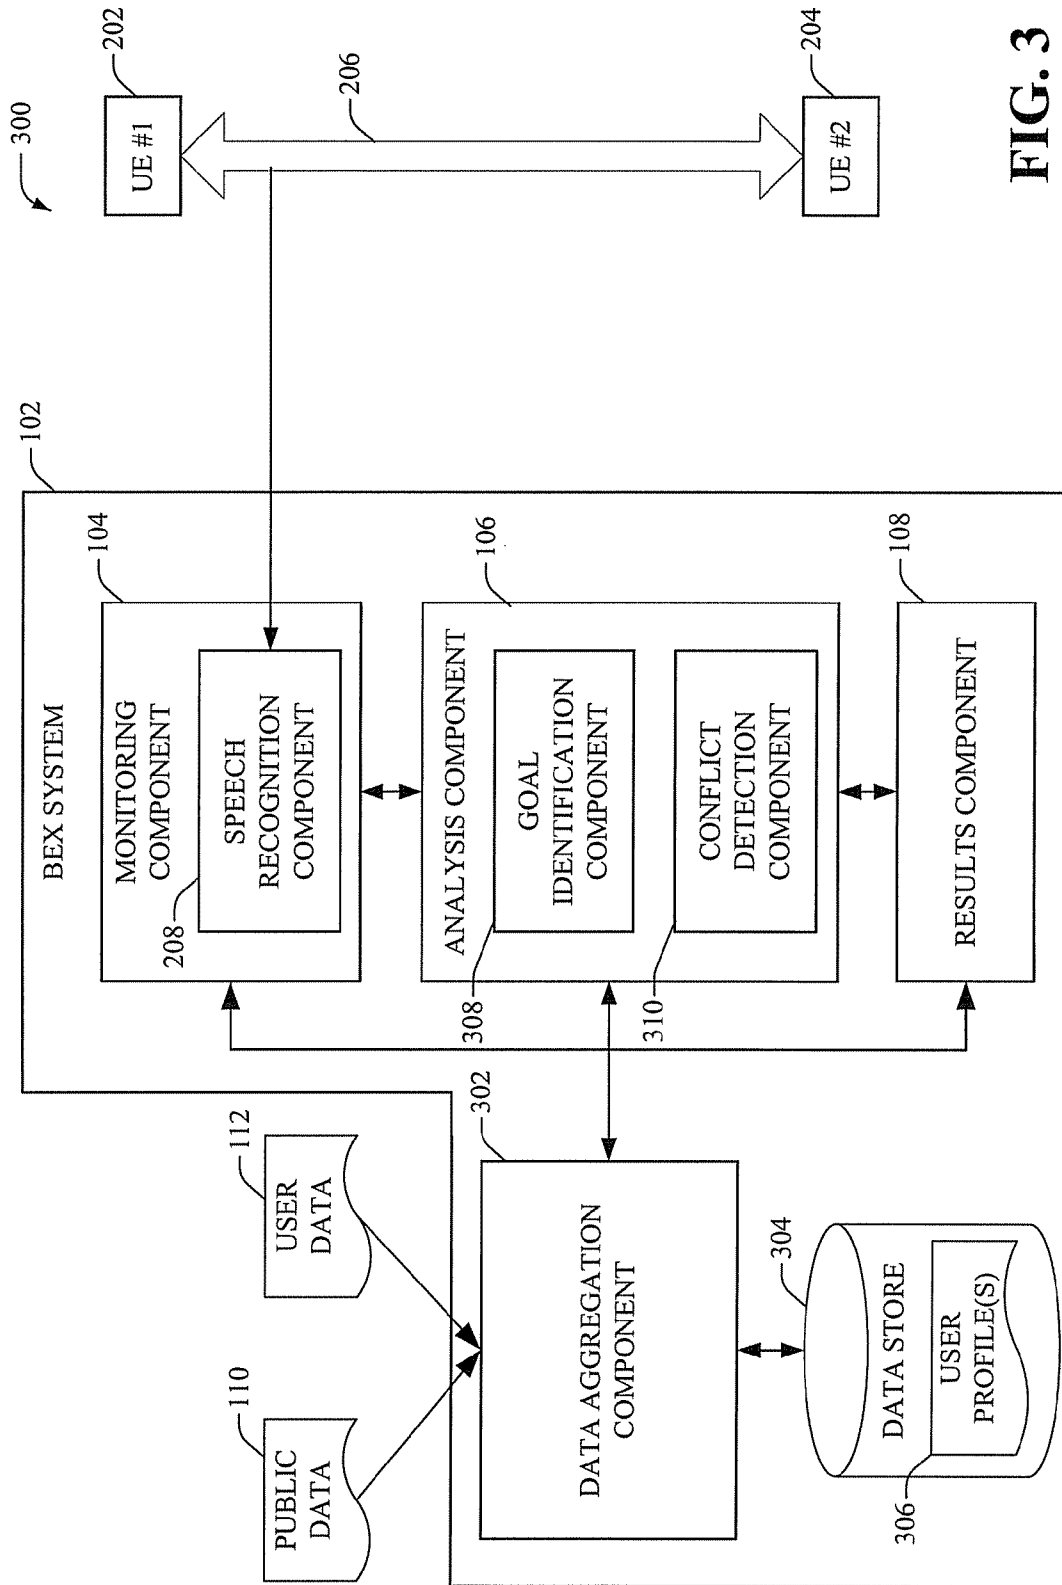 300
202
UE #1
206
UE #2
204
102
BEX SYSTEM
104
MONITORING
COMPONENT
208
SPEECH
RECOGNITION
COMPONENT
106
ANALYSIS COMPONENT
308
GOAL
IDENTIFICATION
COMPONENT
310
CONFLICT
DETECTION
COMPONENT
108
RESULTS COMPONENT
110
PUBLIC
DATA
112
USER
DATA
302
DATA AGGREGATION
COMPONENT
304
DATA STORE
306
USER
PROFILE(S)
FIG. 3